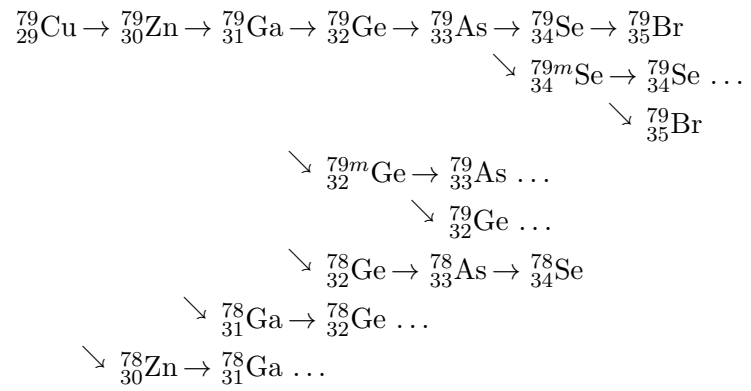 ⁷⁹₂₉Cu → ⁷⁹₃₀Zn → ⁷⁹₃₁Ga → ⁷⁹₃₂Ge → ⁷⁹₃₃As → ⁷⁹₃₄Se → ⁷⁹₃₅Br
↘ ⁷⁹ᵐ₃₄Se → ⁷⁹₃₄Se ...
↘ ⁷⁹₃₅Br
↘ ⁷⁹ᵐ₃₂Ge → ⁷⁹₃₃As ...
↘ ⁷⁹₃₂Ge ...
↘ ⁷⁸₃₂Ge → ⁷⁸₃₃As → ⁷⁸₃₄Se
↘ ⁷⁸₃₁Ga → ⁷⁸₃₂Ge ...
↘ ⁷⁸₃₀Zn → ⁷⁸₃₁Ga ...